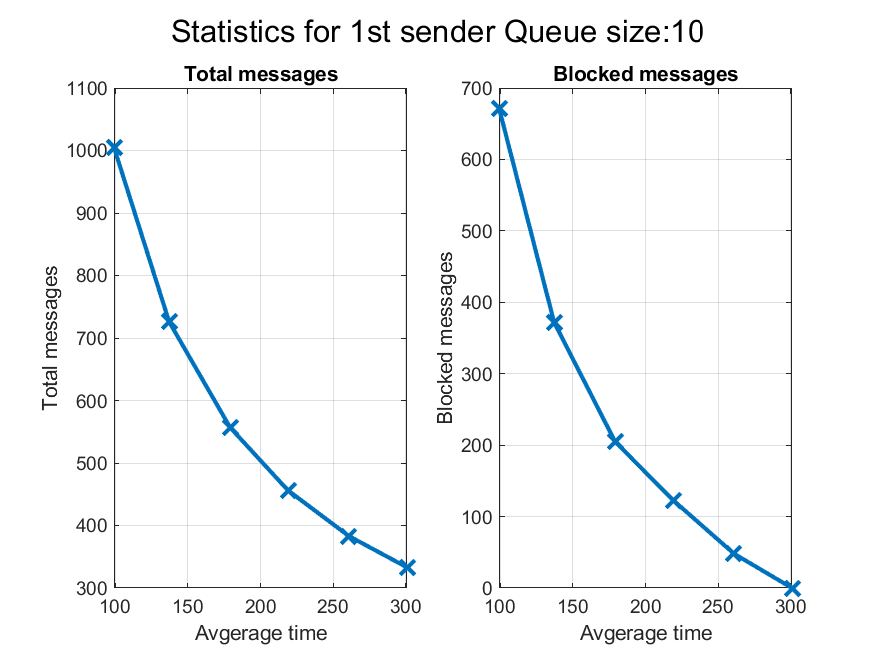 Statistics for 1st sender Queue size:10
Total messages
1100
1000
900
800
700
600
500
400
300
Total messages
100 150 200 250 300
Avgerage time
Blocked messages
700
600
500
400
300
200
100
0
Blocked messages
100 150 200 250 300
Avgerage time